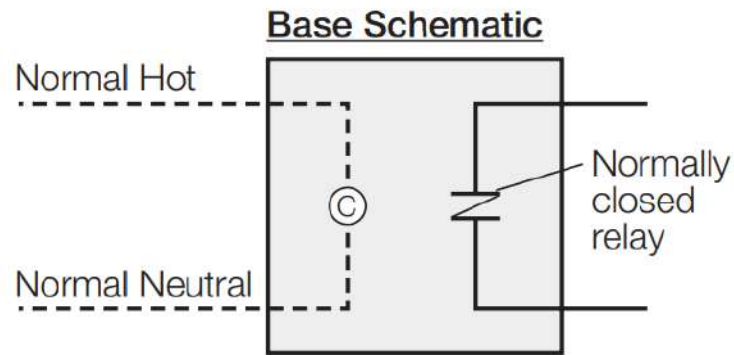 Base Schematic
Normal Hot
C
Normally
closed
relay
Normal Neutral